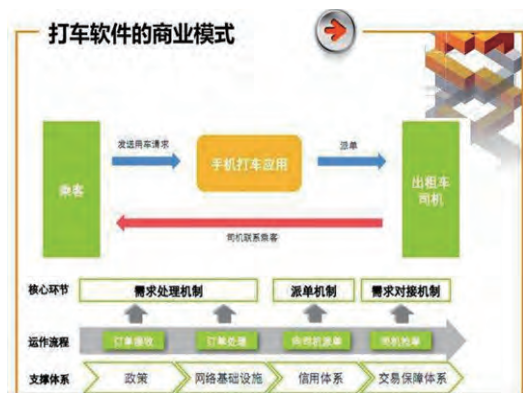 打车软件的商业模式
发送用车请求
派单
乘客
手机打车应用
出租车
司机
司机联系乘客
核心环节
需求处理机制
派单机制
需求对接机制
运作流程
订单接收
订单处理
向司机派单
司机抢单
支撑体系
政策
网络基础设施
信用体系
交易保障体系